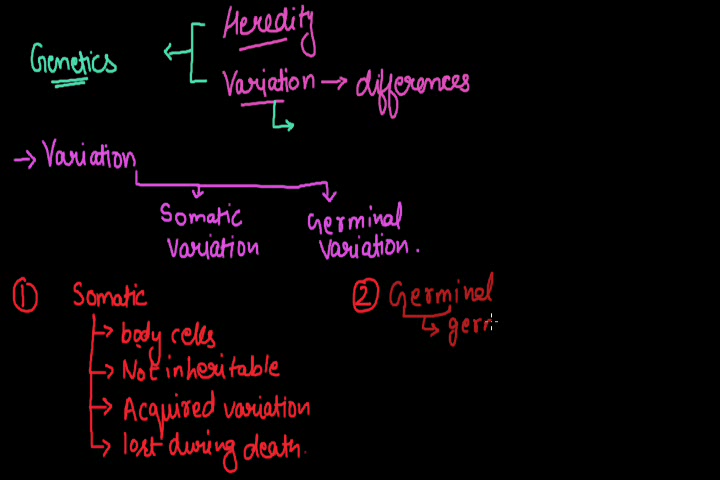 Heredity
Genetics
Variation → differences
→ Variation
Somatic Variation
Germinal Variation.
① Somatic
→ body cells
→ Not inheritable
→ Acquired variation
→ lost during death.
② Germinal
→ germ